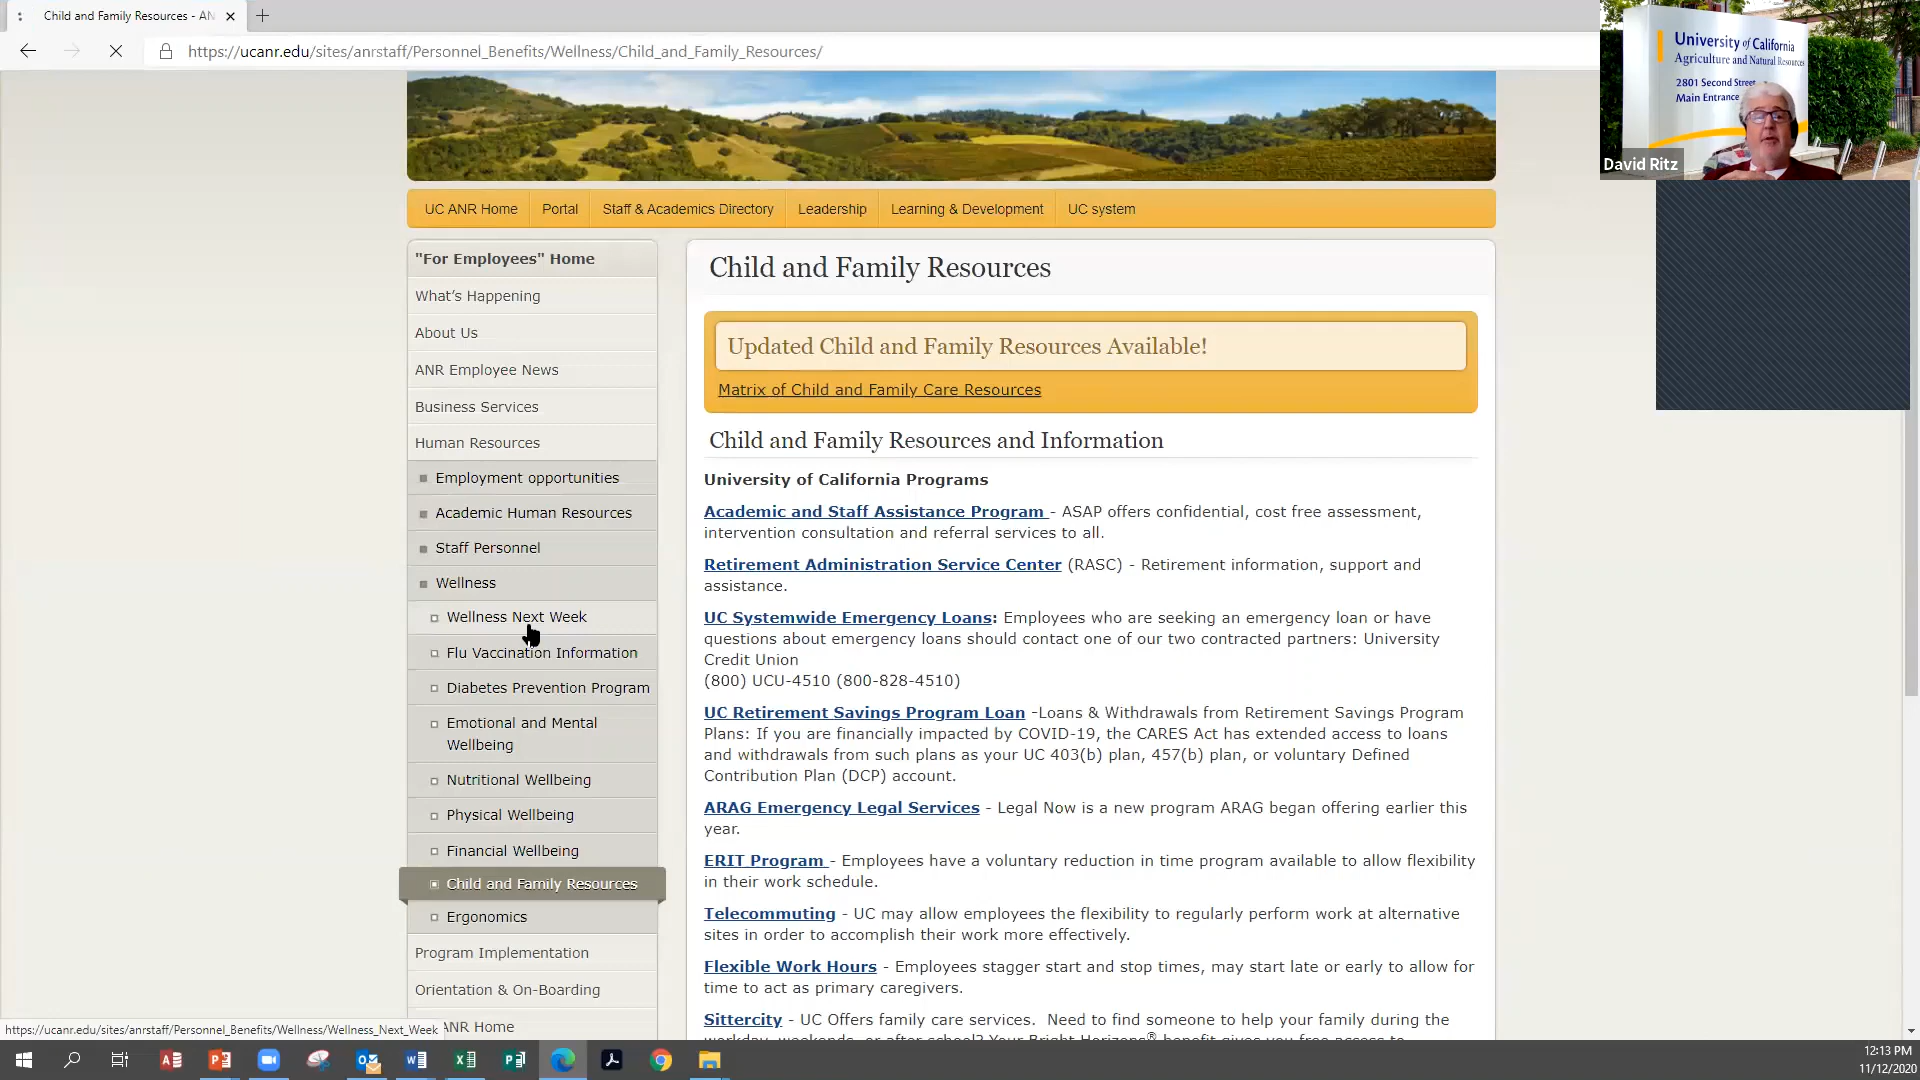 Child and Family Resources - AN
https://ucanr.edu/sites/anrstaff/Personnel_Benefits/Wellness/Child_and_Family_Resources/
University of California
Agriculture and Natural Resources
2801 Second Street
Main Entrance
David Ritz
UC ANR Home
Portal
Staff & Academics Directory
Leadership
Learning & Development
UC system
"For Employees" Home
What's Happening
About Us
ANR Employee News
Business Services
Human Resources
Employment opportunities
Academic Human Resources
Staff Personnel
Wellness
Wellness Next Week
Flu Vaccination Information
Diabetes Prevention Program
Emotional and Mental
Wellbeing
Nutritional Wellbeing
Physical Wellbeing
Financial Wellbeing
Child and Family Resources
Ergonomics
Program Implementation
Orientation & On-Boarding
ANR Home
Child and Family Resources
Updated Child and Family Resources Available!
Matrix of Child and Family Care Resources
Child and Family Resources and Information
University of California Programs
Academic and Staff Assistance Program - ASAP offers confidential, cost free assessment,
intervention consultation and referral services to all.
Retirement Administration Service Center (RASC) - Retirement information, support and
assistance.
UC Systemwide Emergency Loans: Employees who are seeking an emergency loan or have
questions about emergency loans should contact one of our two contracted partners: University
Credit Union
(800) UCU-4510 (800-828-4510)
UC Retirement Savings Program Loan -Loans & Withdrawals from Retirement Savings Program
Plans: If you are financially impacted by COVID-19, the CARES Act has extended access to loans
and withdrawals from such plans as your UC 403(b) plan, 457(b) plan, or voluntary Defined
Contribution Plan (DCP) account.
ARAG Emergency Legal Services - Legal Now is a new program ARAG began offering earlier this
year.
ERIT Program - Employees have a voluntary reduction in time program available to allow flexibility
in their work schedule.
Telecommuting - UC may allow employees the flexibility to regularly perform work at alternative
sites in order to accomplish their work more effectively.
Flexible Work Hours - Employees stagger start and stop times, may start late or early to allow for
time to act as primary caregivers.
Sittercity - UC Offers family care services. Need to find someone to help your family during the
workday, weekends, or after school? Your Bright Horizons® benefit gives you free access to
https://ucanr.edu/sites/anrstaff/Personnel_Benefits/Wellness/Wellness_Next_Week
12:13 PM
11/12/2020